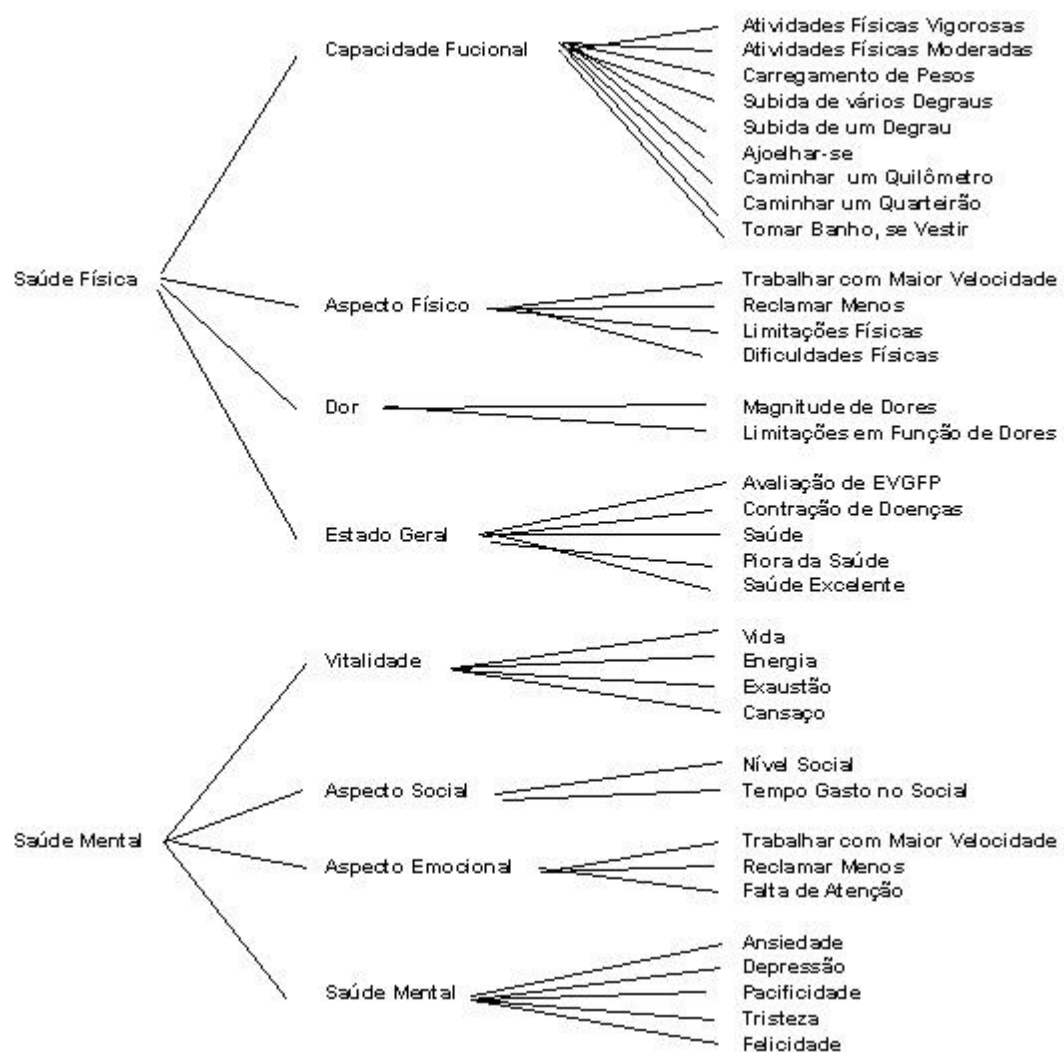 Saúde Física
Capacidade Fucional
Atividades Físicas Vigorosas
Atividades Físicas Moderadas
Carregamento de Pesos
Subida de vários Degraus
Subida de um Degrau
Ajoelhar-se
Caminhar um Quilômetro
Caminhar um Quarteirão
Tomar Banho, se Vestir
Aspecto Físico
Trabalhar com Maior Velocidade
Reclamar Menos
Limitações Físicas
Dificuldades Físicas
Dor
Magnitude de Dores
Limitações em Função de Dores
Estado Geral
Avaliação de EVGFP
Contração de Doenças
Saúde
Piora da Saúde
Saúde Excelente
Saúde Mental
Vitalidade
Vida
Energia
Exaustão
Cansaço
Aspecto Social
Nível Social
Tempo Gasto no Social
Aspecto Emocional
Trabalhar com Maior Velocidade
Reclamar Menos
Falta de Atenção
Saúde Mental
Ansiedade
Depressão
Pacificidade
Tristeza
Felicidade